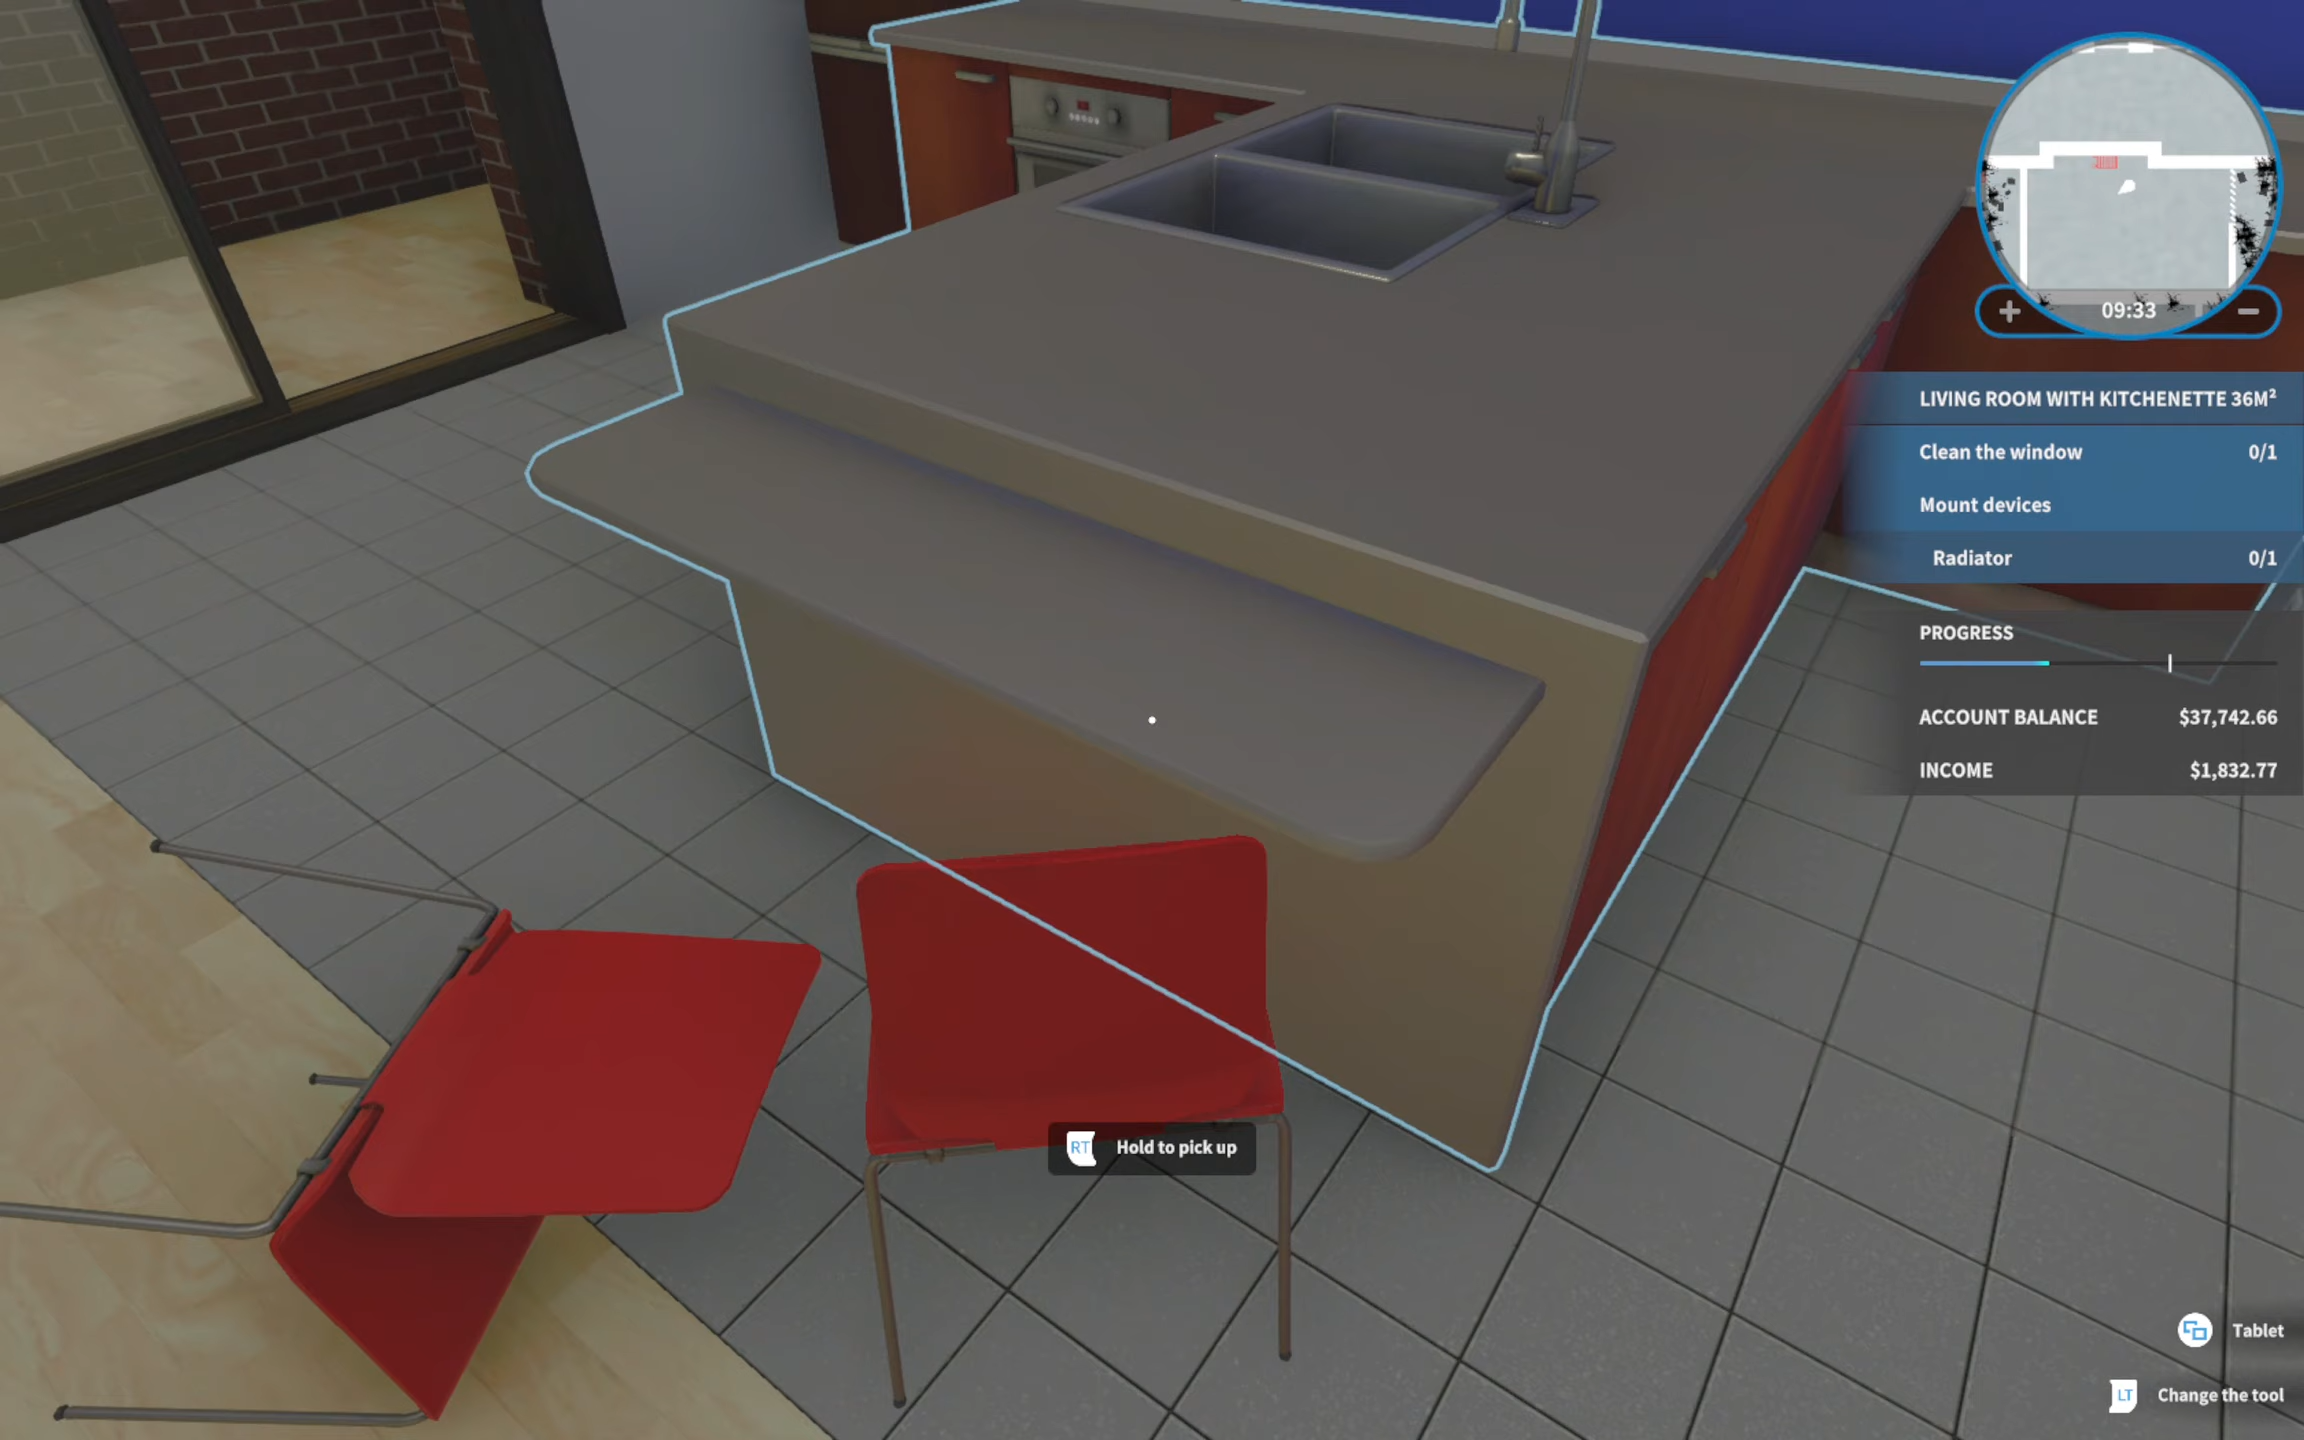 09:33
LIVING ROOM WITH KITCHENETTE 36M²
Clean the window 0/1
Mount devices
Radiator 0/1
PROGRESS
ACCOUNT BALANCE $37,742.66
INCOME $1,832.77
RT Hold to pick up
Tablet
LT Change the tool